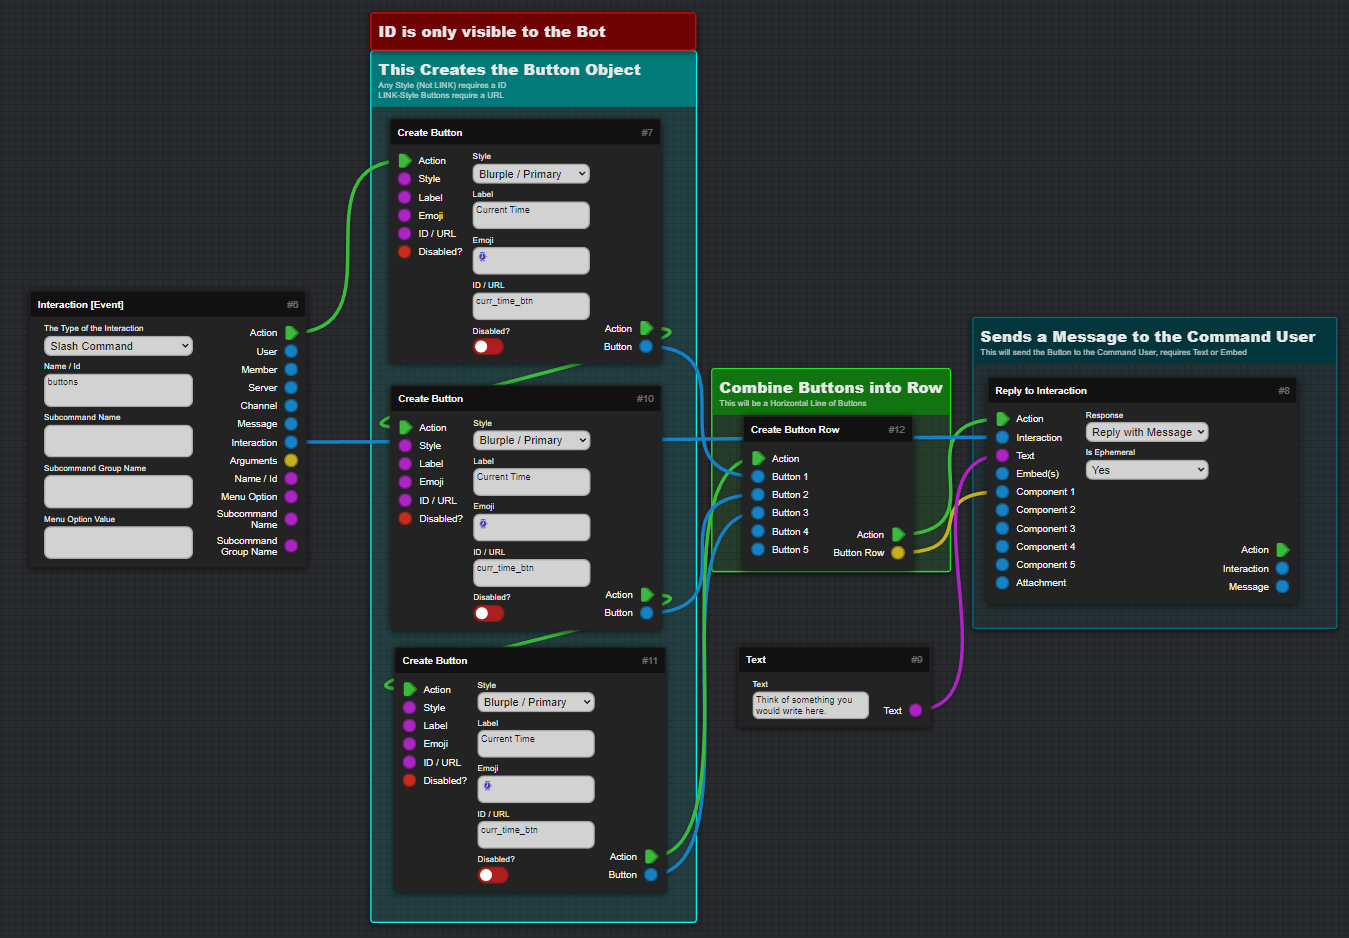 ID is only visible to the Bot
This Creates the Button Object
Any Style (Not LINK) requires a ID
LINK-Style Buttons require a URL
Create Button #7
Action
Style
Label
Emoji
ID / URL
Disabled?
Style
Blurple / Primary
Label
Current Time
Emoji
ID / URL
curr_time_btn
Disabled?
Action
Button
Interaction [Event] #6
The Type of the Interaction
Slash Command
Name / Id
buttons
Subcommand Name
Subcommand Group Name
Menu Option Value
Action
User
Member
Server
Channel
Message
Interaction
Arguments
Name / Id
Menu Option
Subcommand
Name
Subcommand
Group Name
Create Button #10
Action
Style
Label
Emoji
ID / URL
Disabled?
Style
Blurple / Primary
Label
Current Time
Emoji
ID / URL
curr_time_btn
Disabled?
Action
Button
Create Button #11
Action
Style
Label
Emoji
ID / URL
Disabled?
Style
Blurple / Primary
Label
Current Time
Emoji
ID / URL
curr_time_btn
Disabled?
Action
Button
Combine Buttons into Row
This will be a Horizontal Line of Buttons
Create Button Row #12
Action
Button 1
Button 2
Button 3
Button 4
Button 5
Action
Button Row
Text #9
Text
Think of something you
would write here.
Text
Sends a Message to the Command User
This will send the Button to the Command User, requires Text or Embed
Reply to Interaction #8
Action
Interaction
Text
Embed(s)
Component 1
Component 2
Component 3
Component 4
Component 5
Attachment
Response
Reply with Message
Is Ephemeral
Yes
Action
Interaction
Message